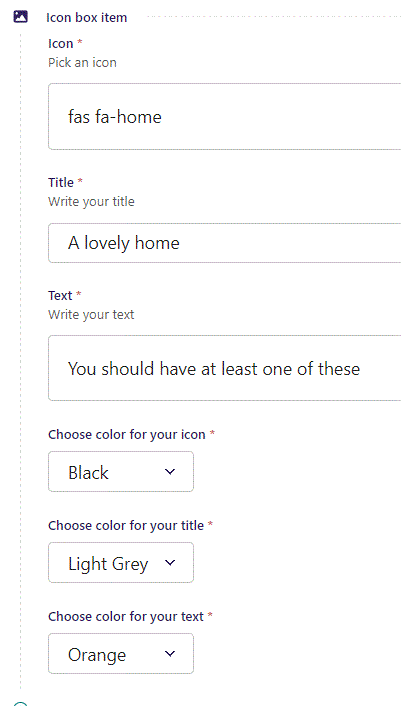 Icon box item
Icon *
Pick an icon
fas fa-home
Title *
Write your title
A lovely home
Text *
Write your text
You should have at least one of these
Choose color for your icon *
Black
Choose color for your title *
Light Grey
Choose color for your text *
Orange